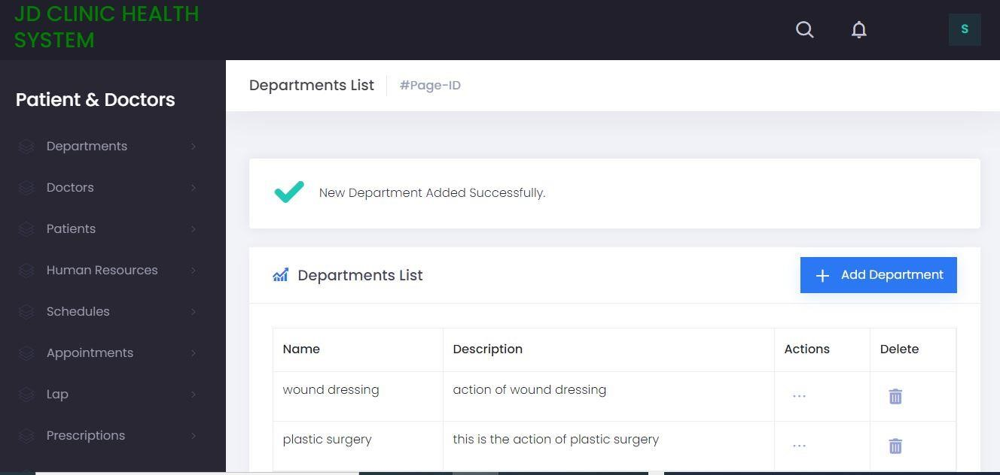 JD CLINIC HEALTH
SYSTEM
S
Patient & Doctors
Departments
Doctors
Patients
Human Resources
Schedules
Appointments
Lap
Prescriptions
Departments List
#Page-ID
New Department Added Successfully.
Departments List
Add Department
Name Description Actions Delete
wound dressing action of wound dressing ...
plastic surgery this is the action of plastic surgery ...